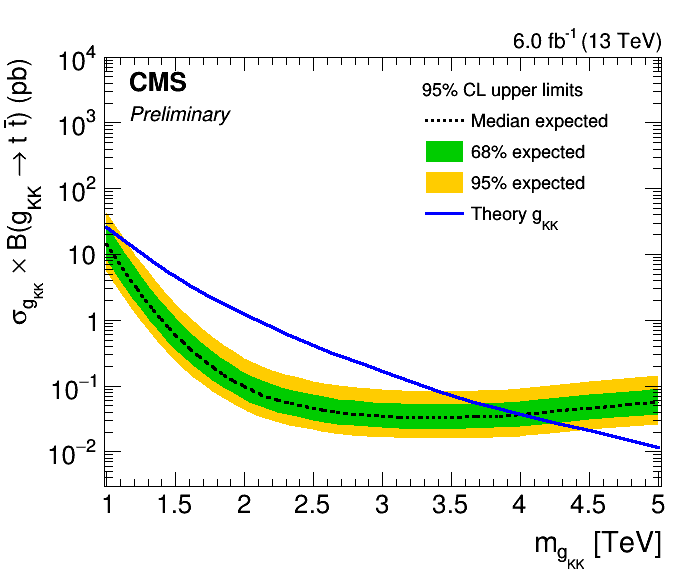 6.0 fb⁻¹ (13 TeV)
CMS
Preliminary
95% CL upper limits
Median expected
68% expected
95% expected
Theory g_KK
σ_g_KK × B(g_KK → t t̄) (pb)
10⁴
10³
10²
10
1
10⁻¹
10⁻²
1 1.5 2 2.5 3 3.5 4 4.5 5
m_g_KK [TeV]